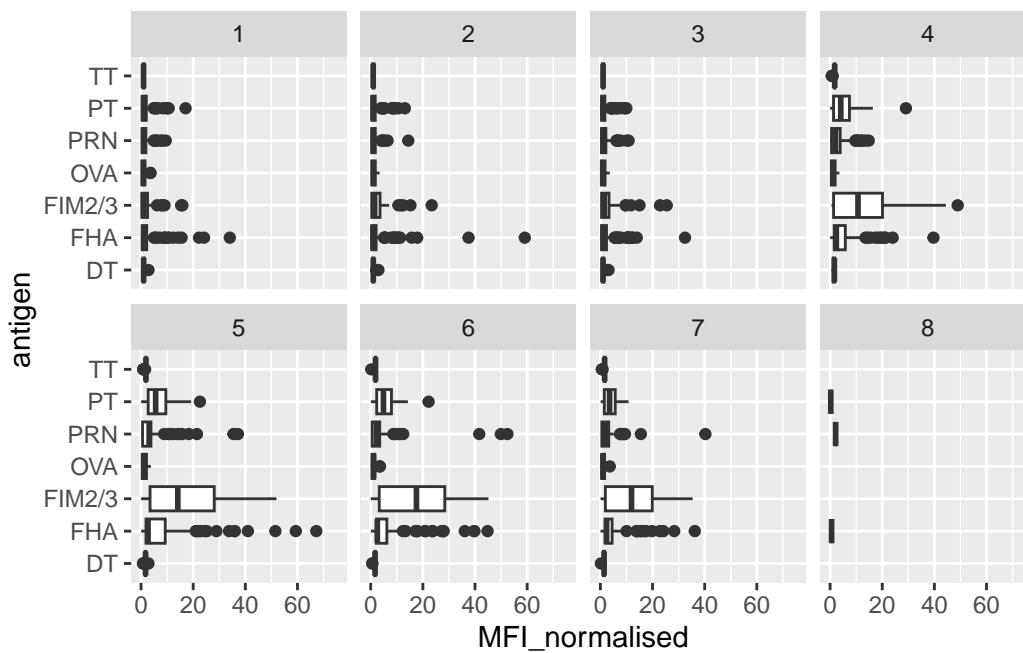 1 2 3 4
TT
PT
PRN
OVA
FIM2/3
FHA
DT
antigen
5 6 7 8
TT
PT
PRN
OVA
FIM2/3
FHA
DT
0 20 40 60 0 20 40 60 0 20 40 60 0 20 40 60
MFI_normalised